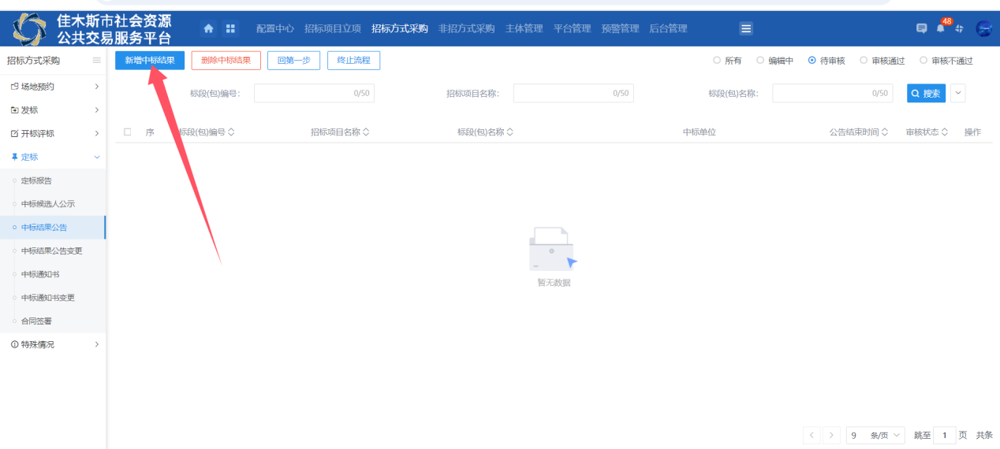 佳木斯市社会资源
公共交易服务平台
配置中心 招标项目立项 招标方式采购 非招方式采购 主体管理 平台管理 预警管理 后台管理
48
招标方式采购
新增中标结果 删除中标结果 回第一步 终止流程
所有 编辑中 待审核 审核通过 审核不通过
场地预约
发标
开标评标
定标
定标报告
中标候选人公示
中标结果公告
中标结果公告变更
中标通知书
中标通知书变更
合同签署
特殊情况
标段(包)编号: 0/50 招标项目名称: 0/50 标段(包)名称: 0/50 搜索
序 标段(包)编号 招标项目名称 标段(包)名称 中标单位 公告结束时间 审核状态 操作
暂无数据
9 条/页 跳至 1 页 共条